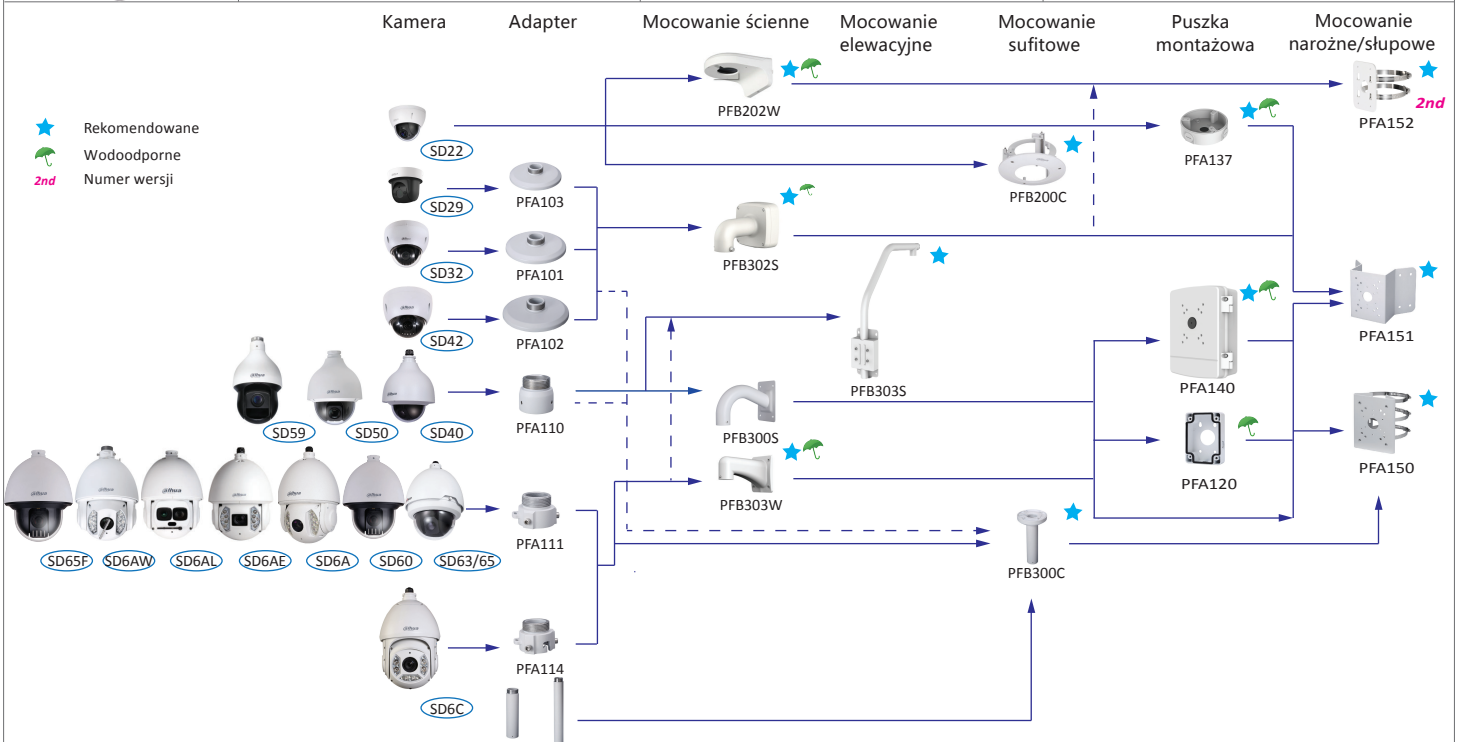 Kamera
Adapter
Mocowanie ścienne
Mocowanie
elewacyjne
Mocowanie
sufitowe
Puszka
montażowa
Mocowanie
narożne/słupowe
Rekomendowane
Wodoodporne
2nd Numer wersji
PFB202W
2nd
PFA152
SD22
PFA137
PFB200C
SD29
PFA103
PFB302S
SD32
PFA101
SD42
PFA102
PFB303S
PFA140
PFA151
SD59
SD50
SD40
PFA110
PFB300S
PFA120
PFA150
PFB303W
SD65F
SD6AW
SD6AL
SD6AE
SD6A
SD60
SD63/65
PFA111
PFB300C
SD6C
PFA114